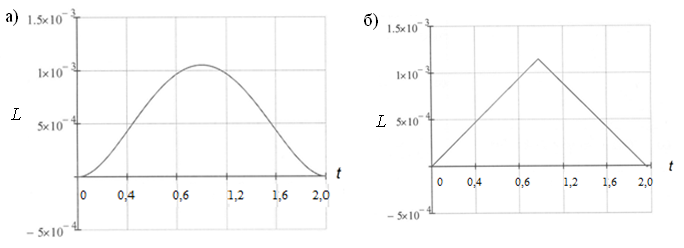 а)
1.5×10⁻³
1×10⁻³
L
5×10⁻⁴
t
0 0,4 0,6 1,2 1,6 2,0
−5×10⁻⁴
б)
1.5×10⁻³
1×10⁻³
L
5×10⁻⁴
t
0 0,4 0,6 1,2 1,6 2,0
−5×10⁻⁴